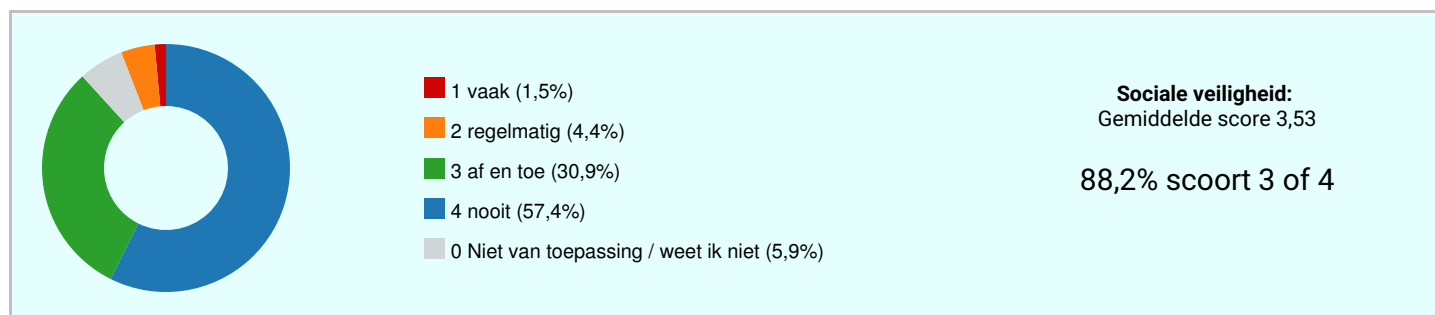 1 vaak (1,5%)
2 regelmatig (4,4%)
3 af en toe (30,9%)
4 nooit (57,4%)
0 Niet van toepassing / weet ik niet (5,9%)
Sociale veiligheid:
Gemiddelde score 3,53
88,2% scoort 3 of 4